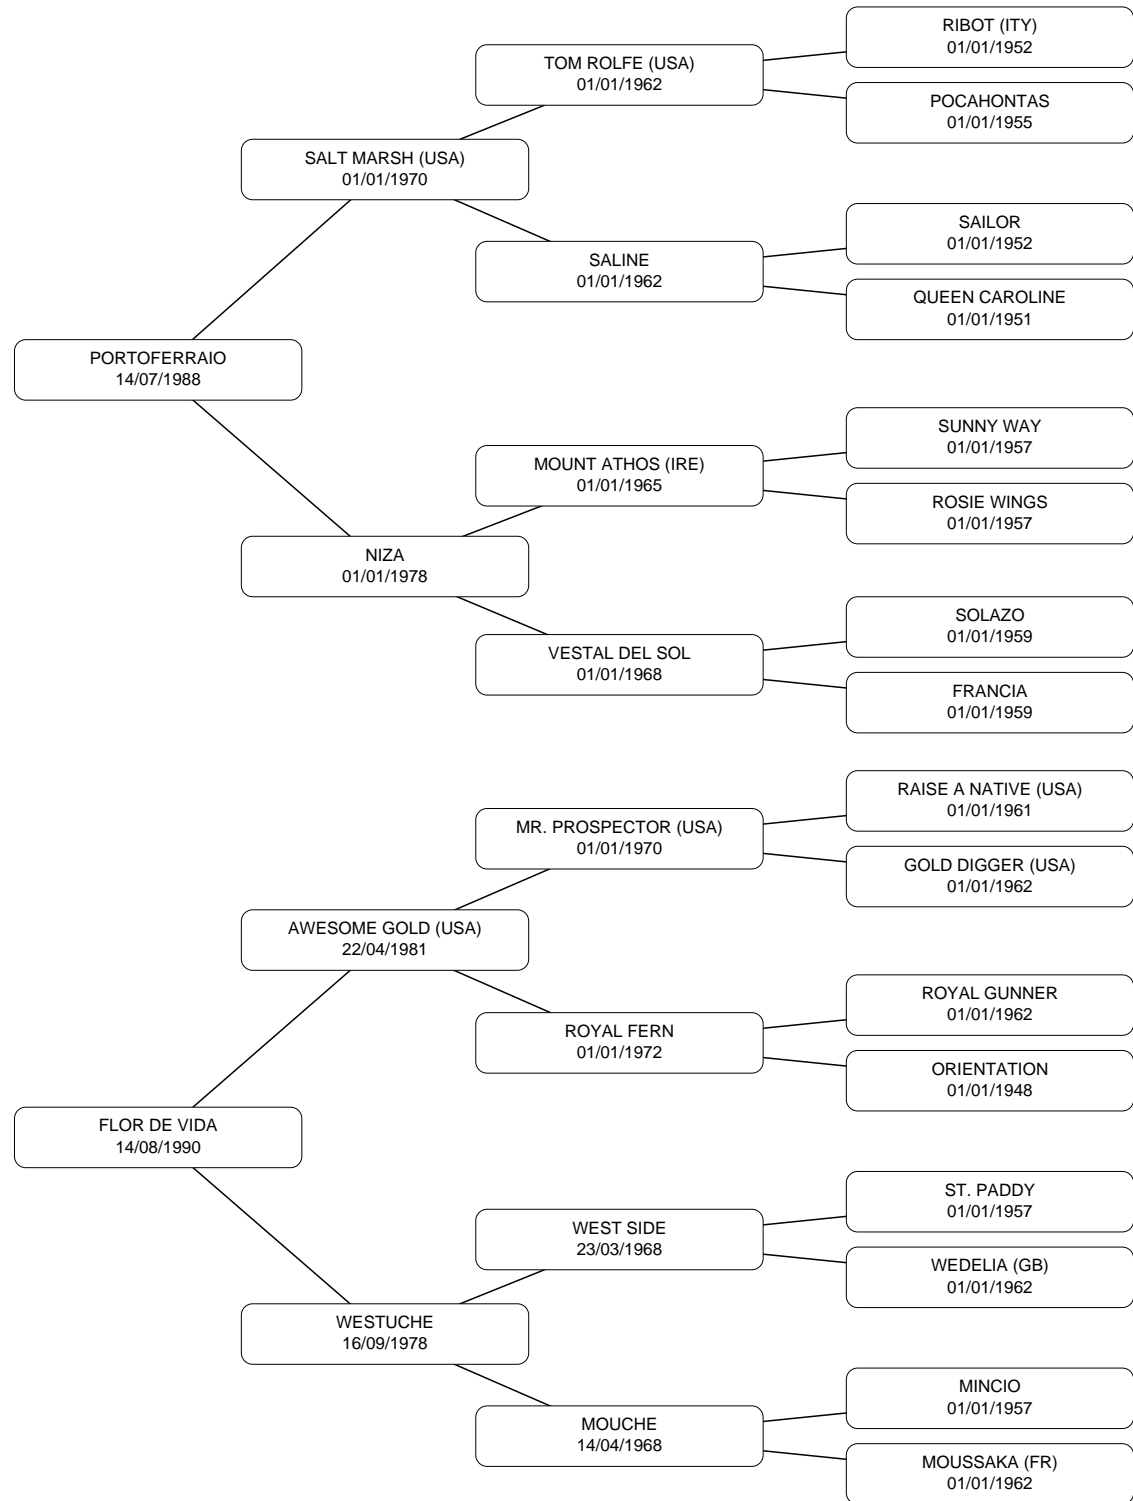 RIBOT (ITY)
01/01/1952
TOM ROLFE (USA)
01/01/1962
POCAHONTAS
01/01/1955
SALT MARSH (USA)
01/01/1970
SAILOR
01/01/1952
SALINE
01/01/1962
QUEEN CAROLINE
01/01/1951
PORTOFERRAIO
14/07/1988
SUNNY WAY
01/01/1957
MOUNT ATHOS (IRE)
01/01/1965
ROSIE WINGS
01/01/1957
NIZA
01/01/1978
SOLAZO
01/01/1959
VESTAL DEL SOL
01/01/1968
FRANCIA
01/01/1959
RAISE A NATIVE (USA)
01/01/1961
MR. PROSPECTOR (USA)
01/01/1970
GOLD DIGGER (USA)
01/01/1962
AWESOME GOLD (USA)
22/04/1981
ROYAL GUNNER
01/01/1962
ROYAL FERN
01/01/1972
ORIENTATION
01/01/1948
FLOR DE VIDA
14/08/1990
ST. PADDY
01/01/1957
WEST SIDE
23/03/1968
WEDELIA (GB)
01/01/1962
WESTUCHE
16/09/1978
MINCIO
01/01/1957
MOUCHE
14/04/1968
MOUSSAKA (FR)
01/01/1962